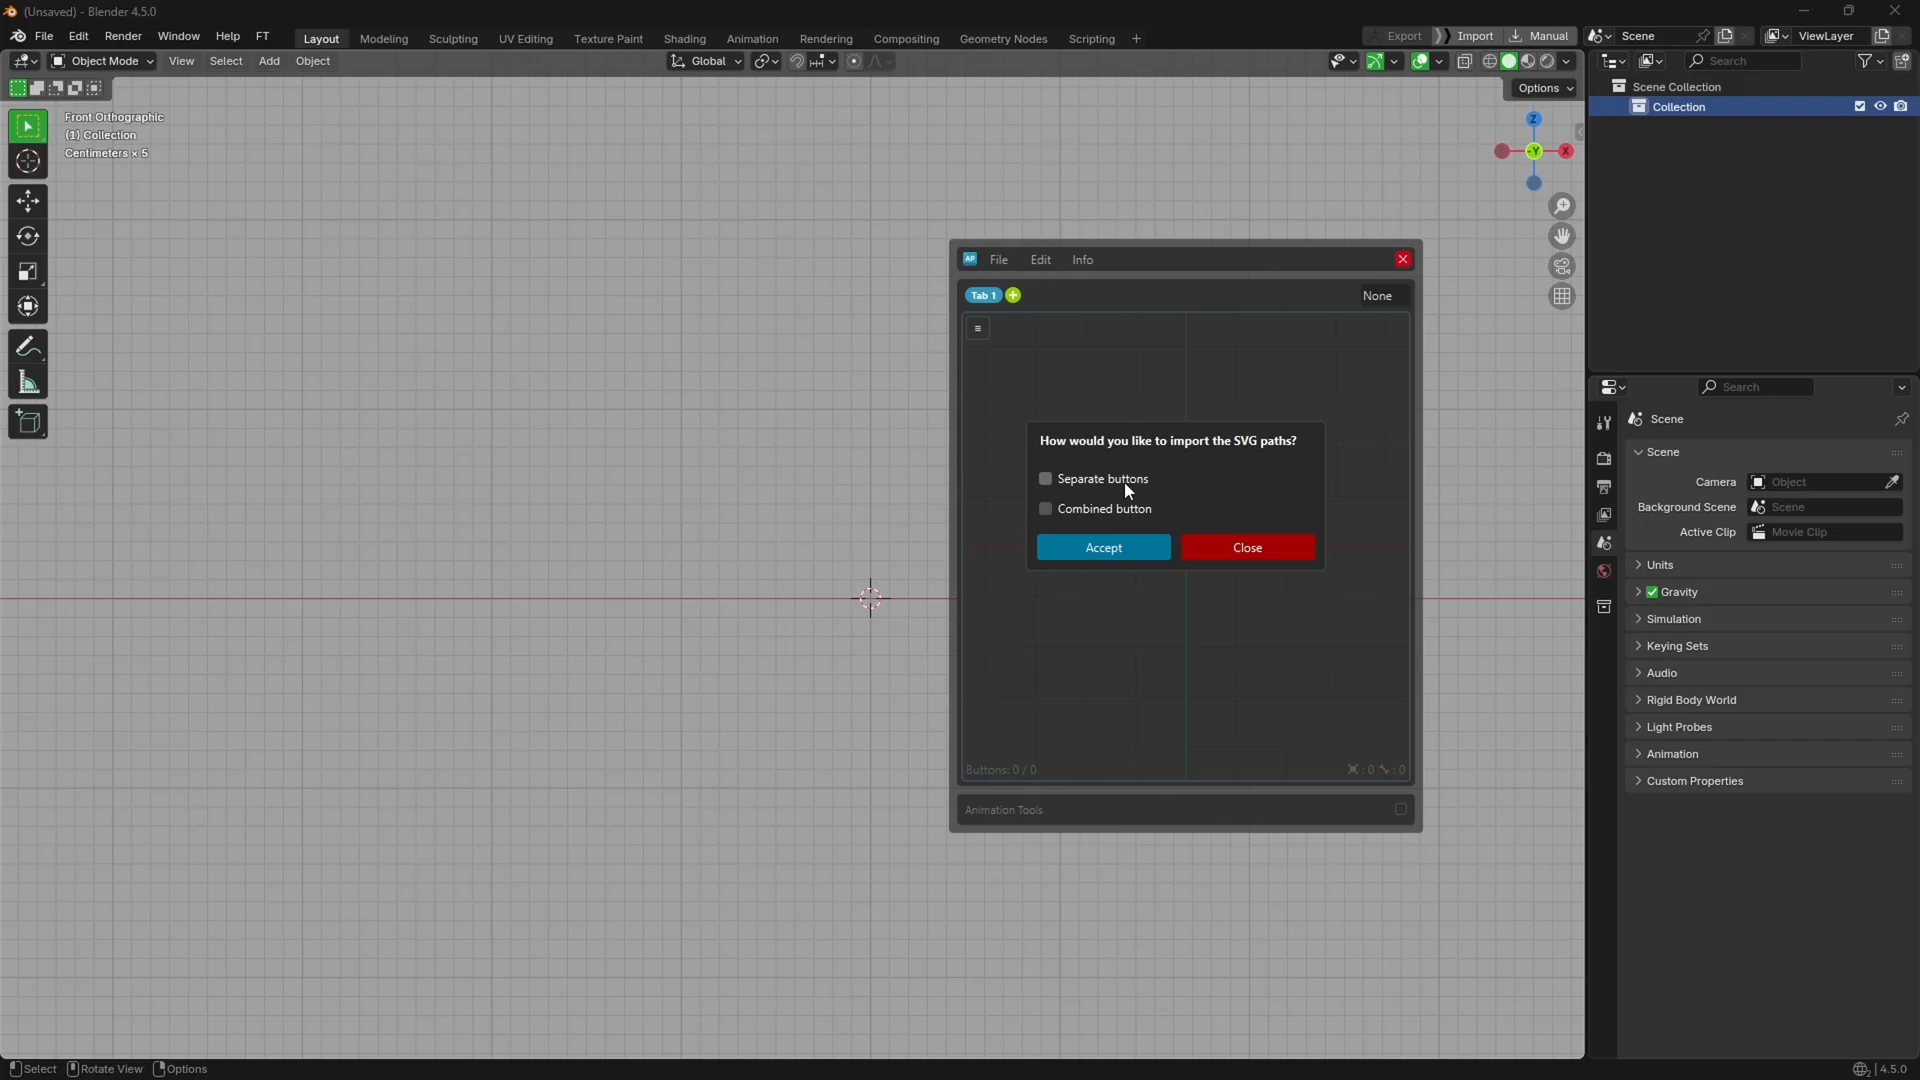 (Unsaved) - Blender 4.5.0
File Edit Render Window Help FT Layout Modeling Sculpting UV Editing Texture Paint Shading Animation Rendering Compositing Geometry Nodes Scripting +
Export Import Manual Scene ViewLayer
Object Mode View Select Add Object Global
Search
Options
Scene Collection
Collection
Front Orthographic
(1) Collection
Centimeters × 5
Z
-Y X
AP File Edit Info
Tab 1 + None
≡
How would you like to import the SVG paths?
Separate buttons
Combined button
Accept Close
Buttons: 0 / 0 : 0 : 0
Animation Tools
Search
Scene
Scene
Camera Object
Background Scene Scene
Active Clip Movie Clip
Units
Gravity
Simulation
Keying Sets
Audio
Rigid Body World
Light Probes
Animation
Custom Properties
Select Rotate View Options
2 | 4.5.0